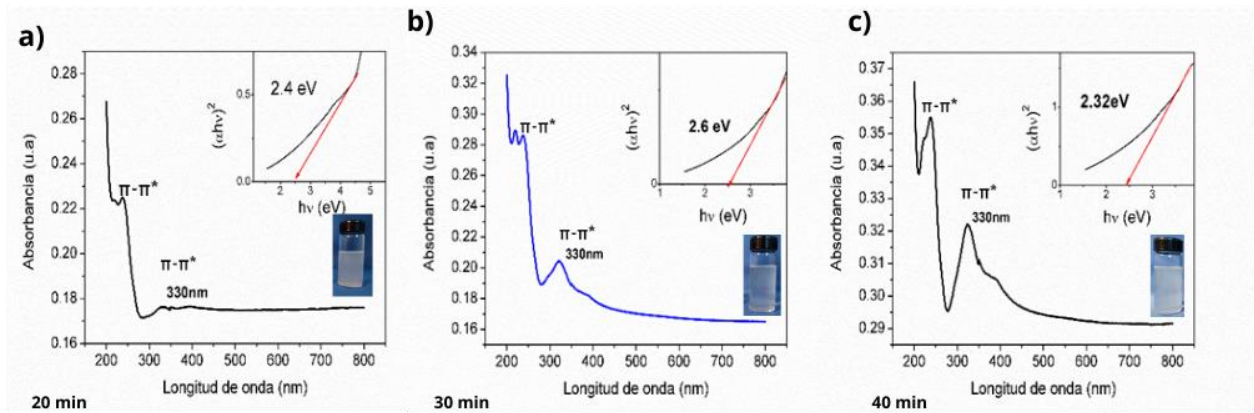 a)
0.28
0.26
0.24
0.22
0.20
0.18
0.16
Absorbancia (u.a)
100 200 300 400 500 600 700 800
Longitud de onda (nm)
π-π*
π-π*
330nm
2.4 eV
(αhν)²
0.5
0.0
1 2 3 4 5
hν (eV)
20 min
b)
0.34
0.32
0.30
0.28
0.26
0.24
0.22
0.20
0.18
0.16
Absorbancia (u.a)
200 300 400 500 600 700 800
Longitud de onda (nm)
π-π*
π-π*
330nm
2.6 eV
(αhν)²
0
1 2 3
hν (eV)
30 min
c)
0.37
0.36
0.35
0.34
0.33
0.32
0.31
0.30
0.29
Absorbancia (u.a)
200 300 400 500 600 700 800
Longitud de onda (nm)
π-π*
π-π*
330nm
2.32eV
(αhν)²
1
0
1 2 3
hν (eV)
40 min